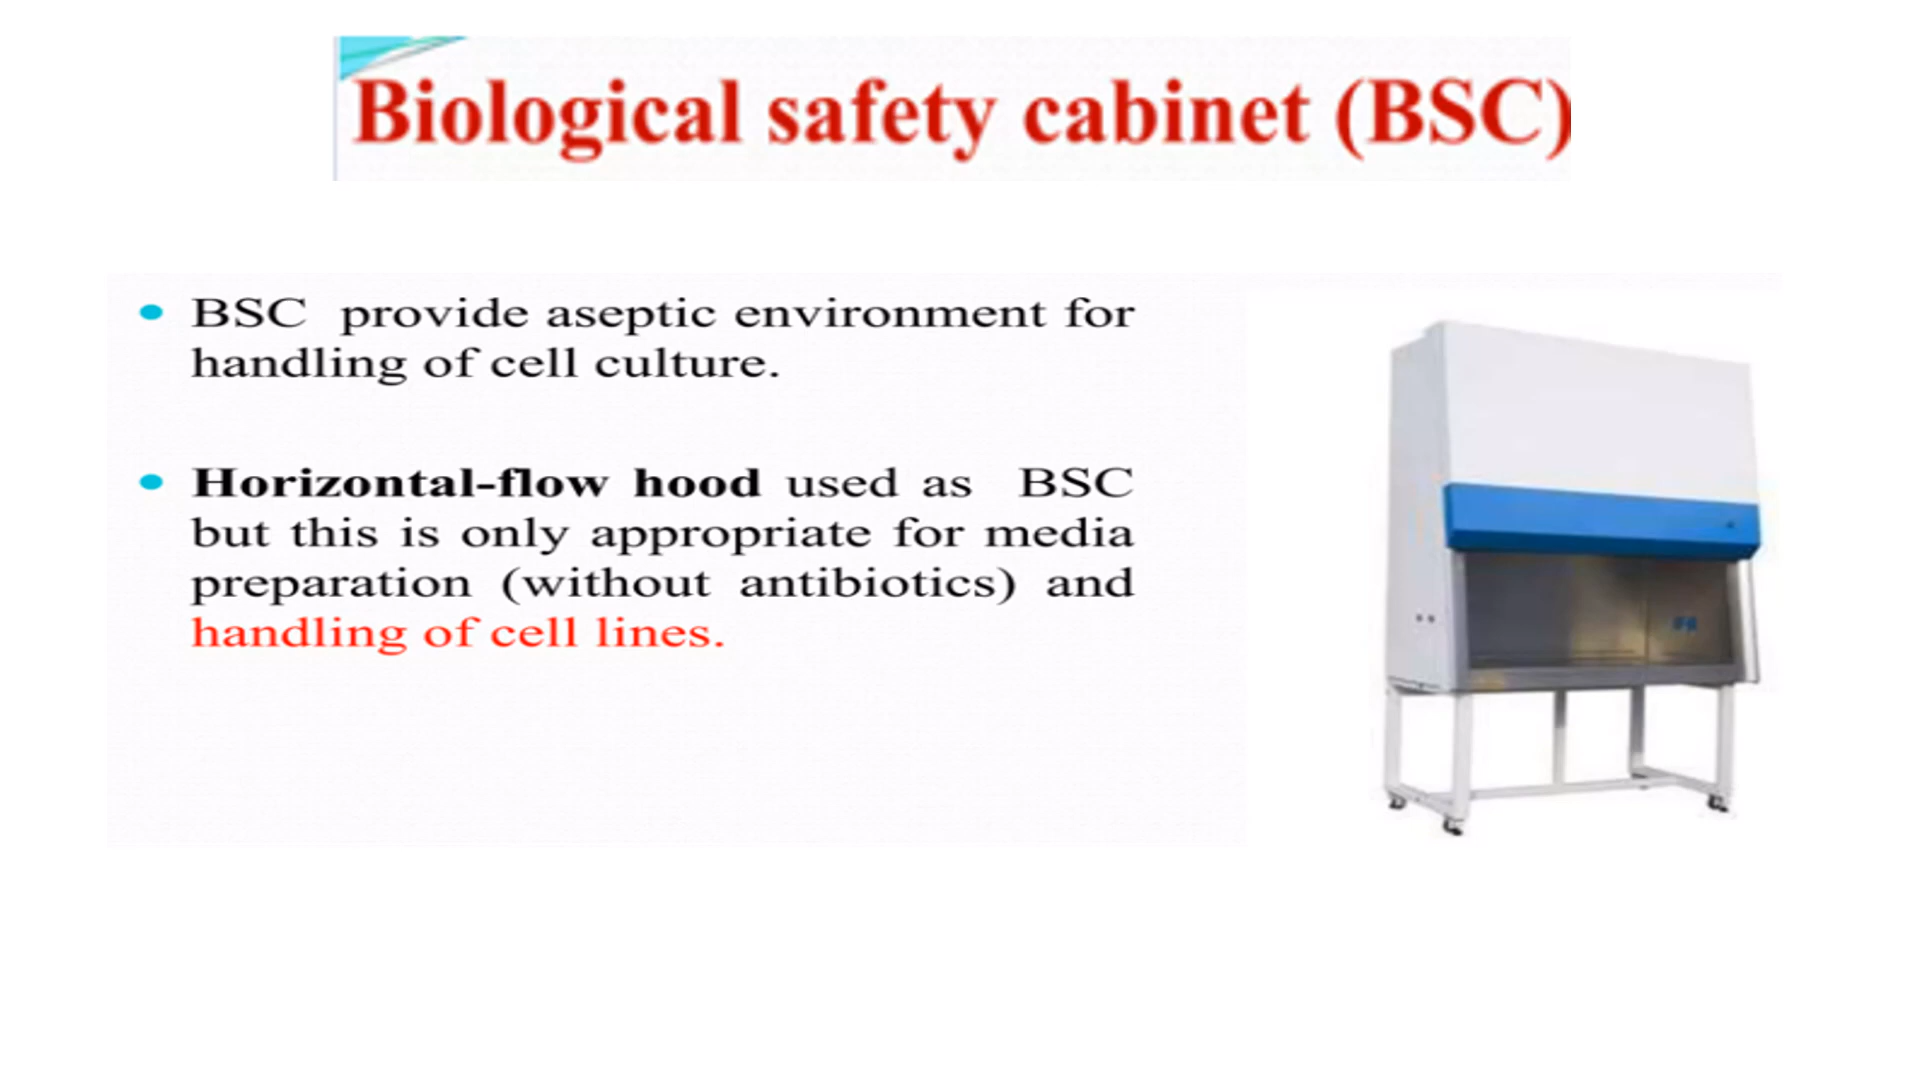 Biological safety cabinet (BSC)
• BSC provide aseptic environment for
handling of cell culture.
• Horizontal-flow hood used as BSC
but this is only appropriate for media
preparation (without antibiotics) and
handling of cell lines.